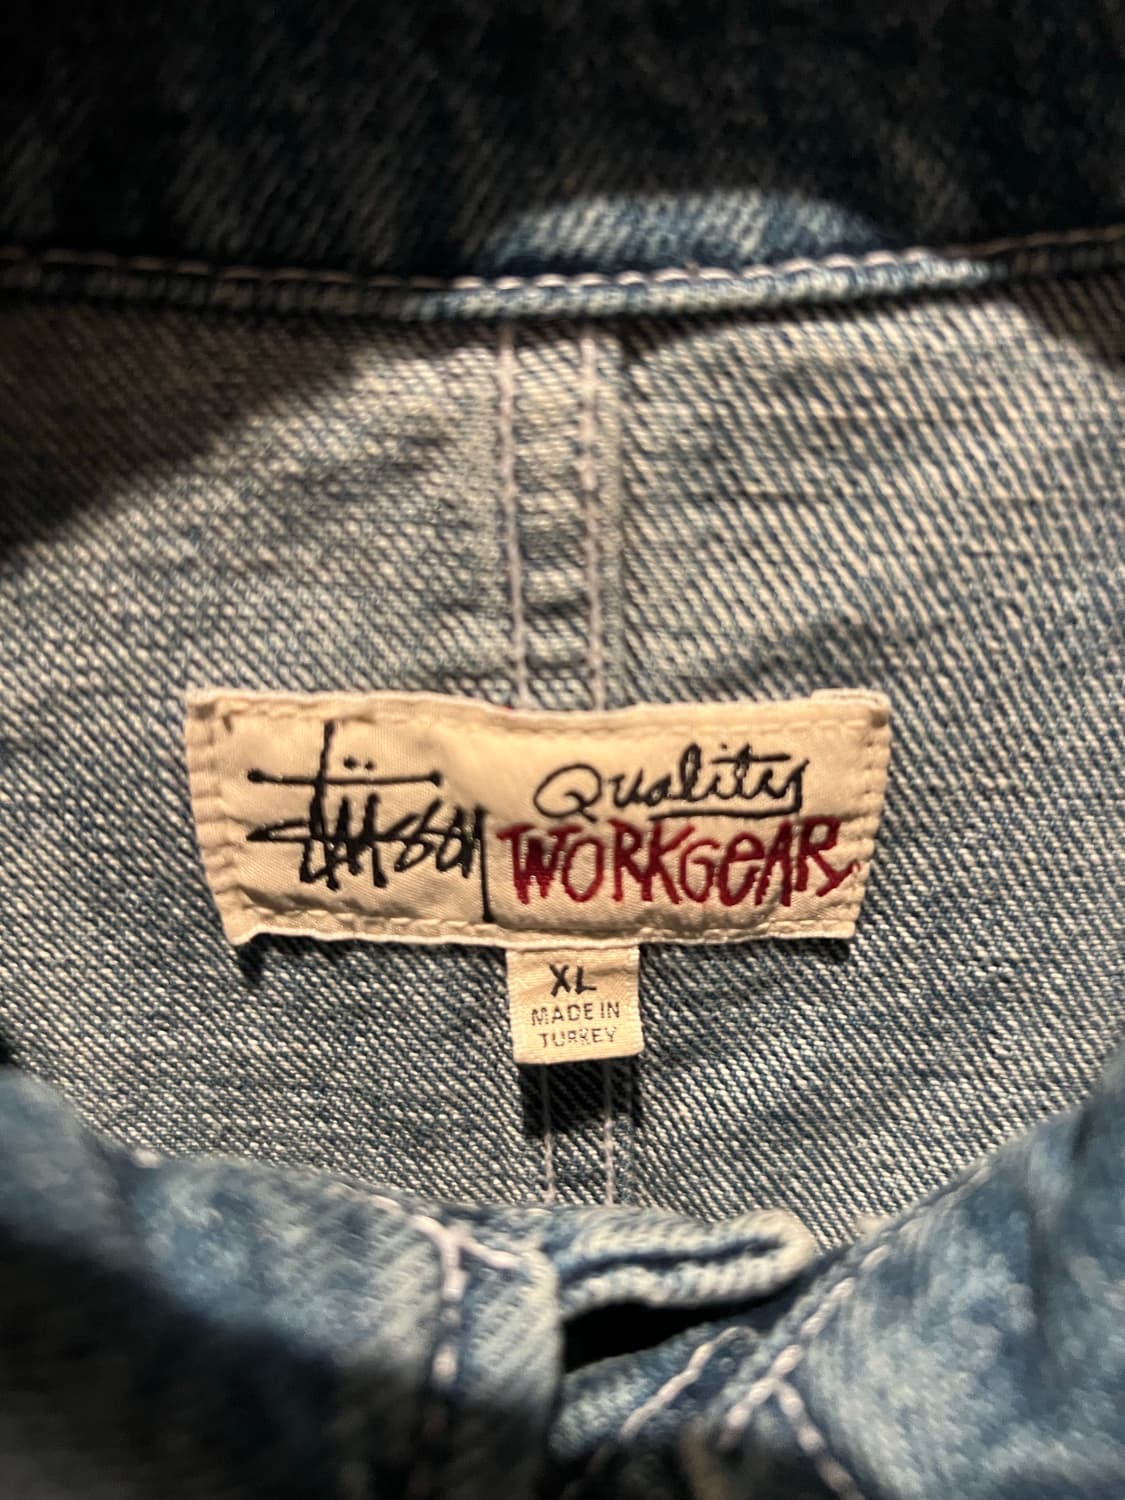 Stüssy
Quality
WORKGEAR
XL
MADE IN
TURKEY